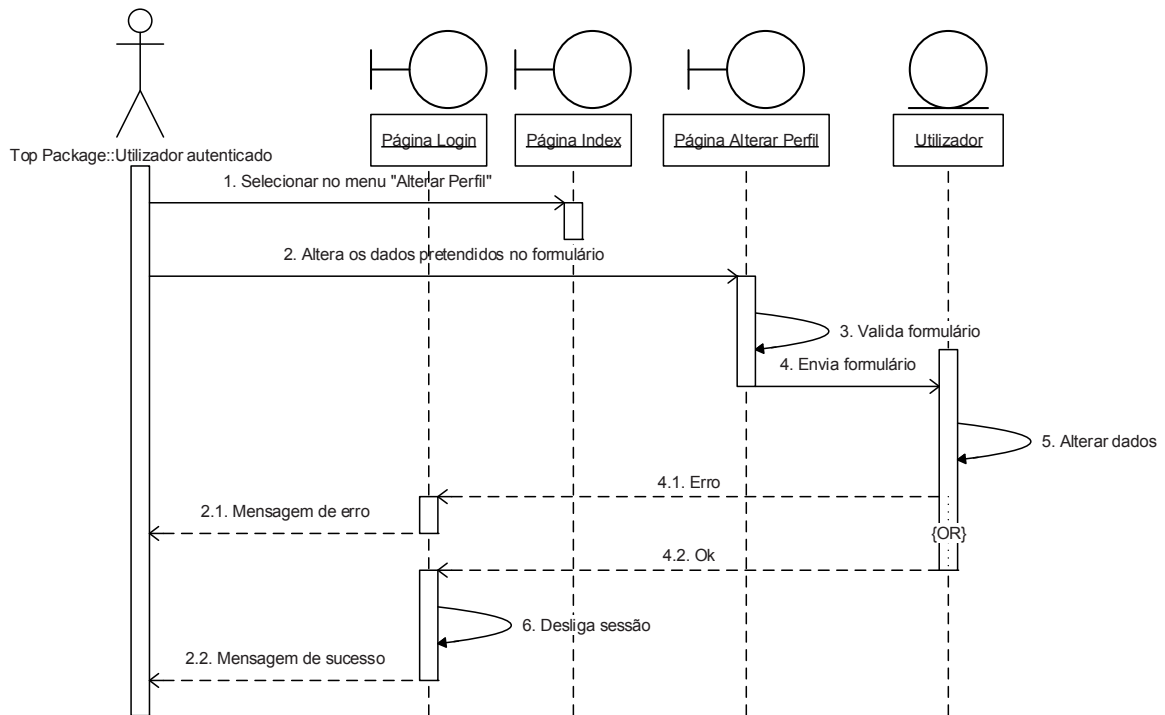 Página Login
Página Index
Página Alterar Perfil
Utilizador
Top Package::Utilizador autenticado
1. Selecionar no menu "Alterar Perfil"
2. Altera os dados pretendidos no formulário
3. Valida formulário
4. Envia formulário
5. Alterar dados
4.1. Erro
2.1. Mensagem de erro
{OR}
4.2. Ok
6. Desliga sessão
2.2. Mensagem de sucesso